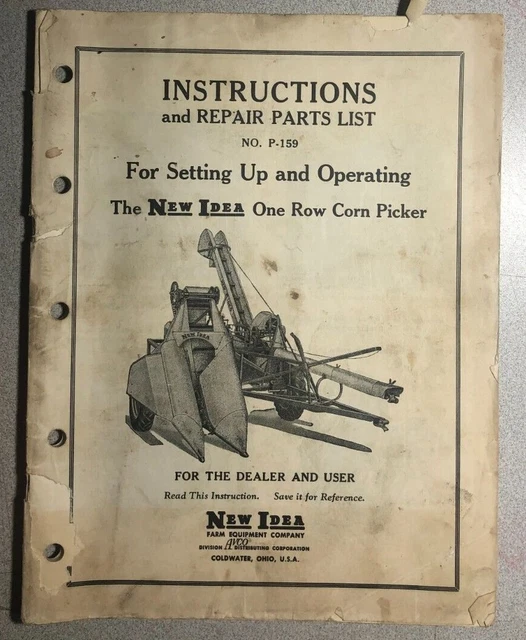 INSTRUCTIONS
and REPAIR PARTS LIST
NO. P-159
For Setting Up and Operating
The NEW IDEA One Row Corn Picker
NEW IDEA
FOR THE DEALER AND USER
Read This Instruction. Save it for Reference.
NEW IDEA
FARM EQUIPMENT COMPANY
DIVISION AVCO DISTRIBUTING CORPORATION
COLDWATER, OHIO, U.S.A.